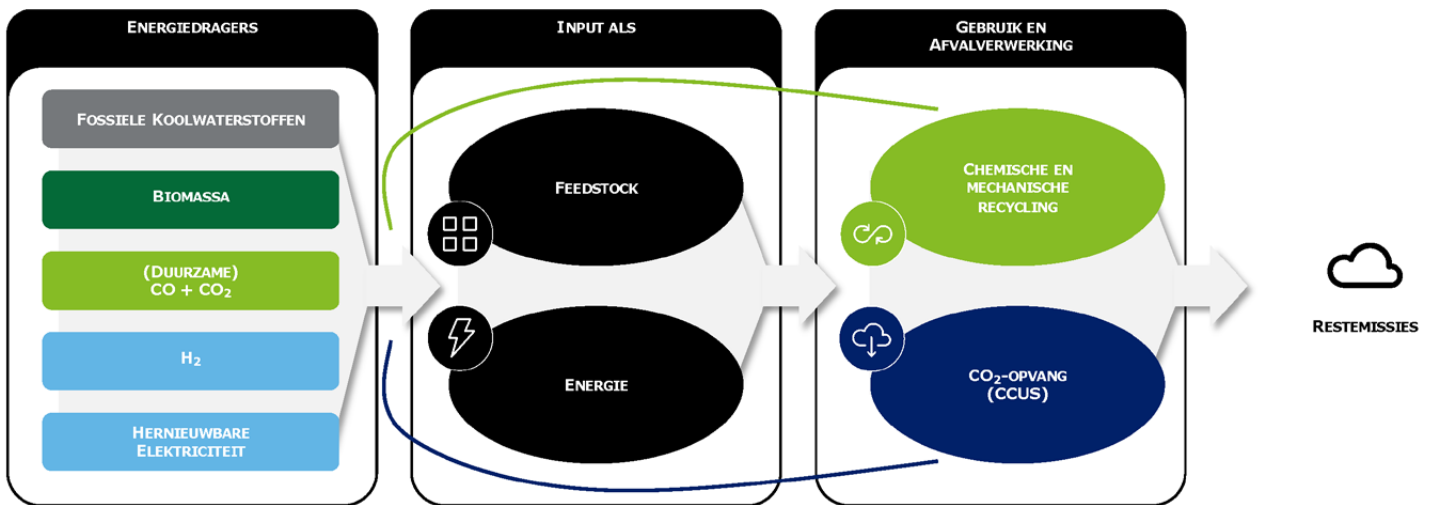 ENERGIEDRAGERS
FOSSIELE KOOLWATERSTOFFEN
BIOMASSA
(DUURZAME)
CO + CO₂
H₂
HERNIEUWBARE
ELEKTRICITEIT
INPUT ALS
FEEDSTOCK
ENERGIE
GEBRUIK EN
AFVALVERWERKING
CHEMISCHE EN
MECHANISCHE
RECYCLING
CO₂-OPVANG
(CCUS)
RESTEMISSIES